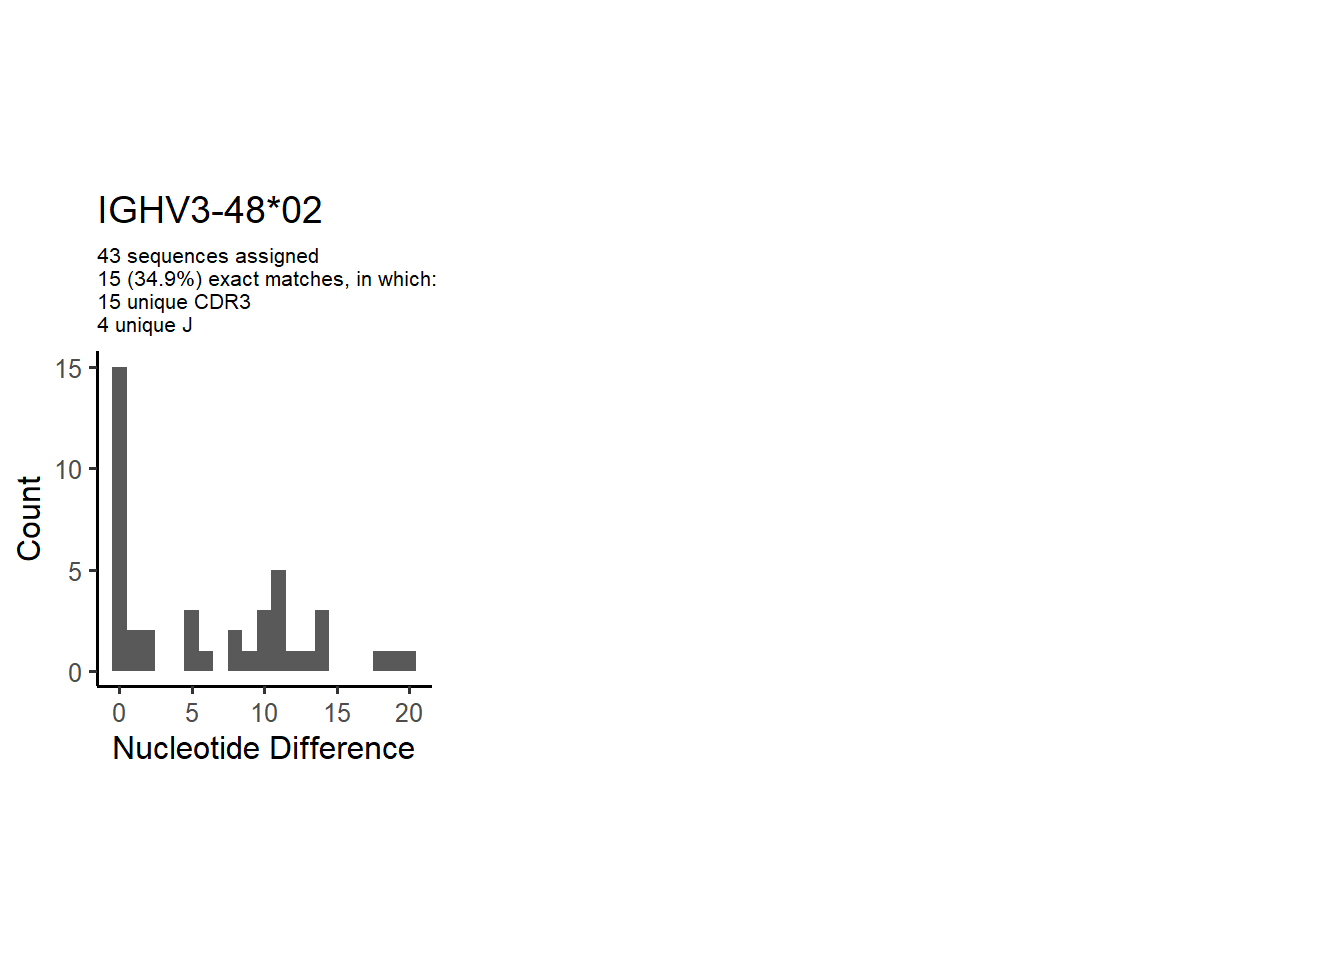 IGHV3-48*02
43 sequences assigned
15 (34.9%) exact matches, in which:
15 unique CDR3
4 unique J
15
10
5
0
Count
0 5 10 15 20
Nucleotide Difference